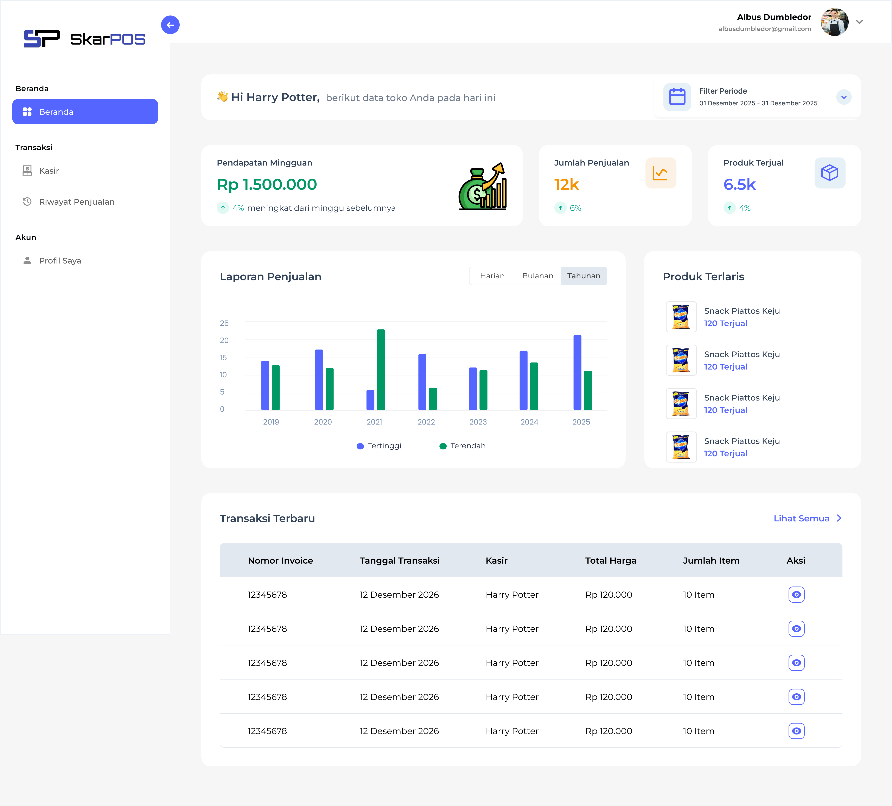 SP SkarPOS
Albus Dumbledor
albusdumbledor@gmail.com
Beranda
Beranda
Transaksi
Kasir
Riwayat Penjualan
Akun
Profil Saya
👋 Hi Harry Potter, berikut data toko Anda pada hari ini
Filter Periode
01 Desember 2025 - 31 Desember 2025
Pendapatan Mingguan
Rp 1.500.000
4% meningkat dari minggu sebelumnya
Jumlah Penjualan
12k
6%
Produk Terjual
6.5k
4%
Laporan Penjualan
Harian Bulanan Tahunan
25
20
15
10
5
0
2019 2020 2021 2022 2023 2024 2025
Tertinggi Terendah
Produk Terlaris
Snack Piattos Keju
120 Terjual
Snack Piattos Keju
120 Terjual
Snack Piattos Keju
120 Terjual
Snack Piattos Keju
120 Terjual
Transaksi Terbaru
Lihat Semua
Nomor Invoice Tanggal Transaksi Kasir Total Harga Jumlah Item Aksi
12345678 12 Desember 2026 Harry Potter Rp 120.000 10 Item
12345678 12 Desember 2026 Harry Potter Rp 120.000 10 Item
12345678 12 Desember 2026 Harry Potter Rp 120.000 10 Item
12345678 12 Desember 2026 Harry Potter Rp 120.000 10 Item
12345678 12 Desember 2026 Harry Potter Rp 120.000 10 Item